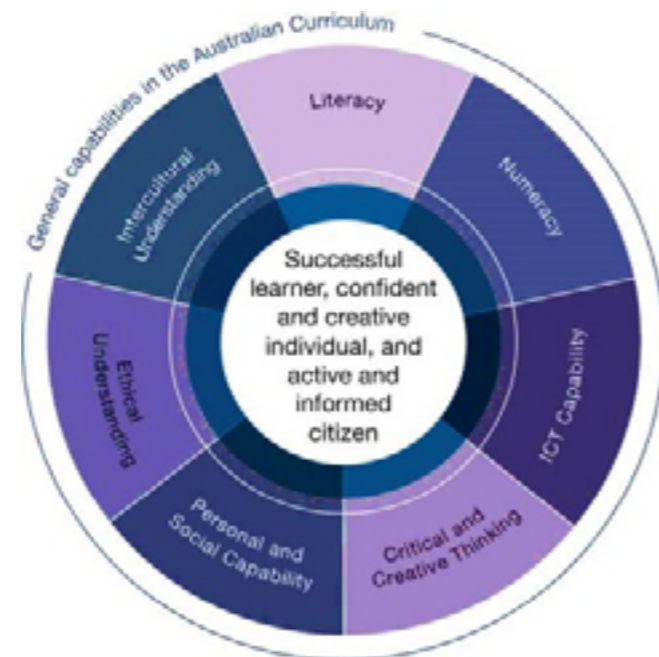 General capabilities in the Australian Curriculum
Literacy
Numeracy
ICT Capability
Critical and
Creative Thinking
Personal and
Social Capability
Ethical
Understanding
Intercultural
Understanding
Successful
learner, confident
and creative
individual, and
active and
informed
citizen